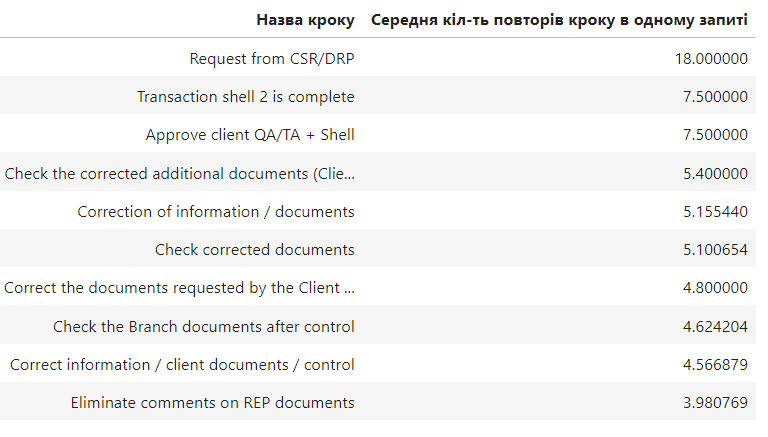 Назва кроку Середня кіл-ть повторів кроку в одному запиті
Request from CSR/DRP 18.000000
Transaction shell 2 is complete 7.500000
Approve client QA/TA + Shell 7.500000
Check the corrected additional documents (Clie... 5.400000
Correction of information / documents 5.155440
Check corrected documents 5.100654
Correct the documents requested by the Client ... 4.800000
Check the Branch documents after control 4.624204
Correct information / client documents / control 4.566879
Eliminate comments on REP documents 3.980769